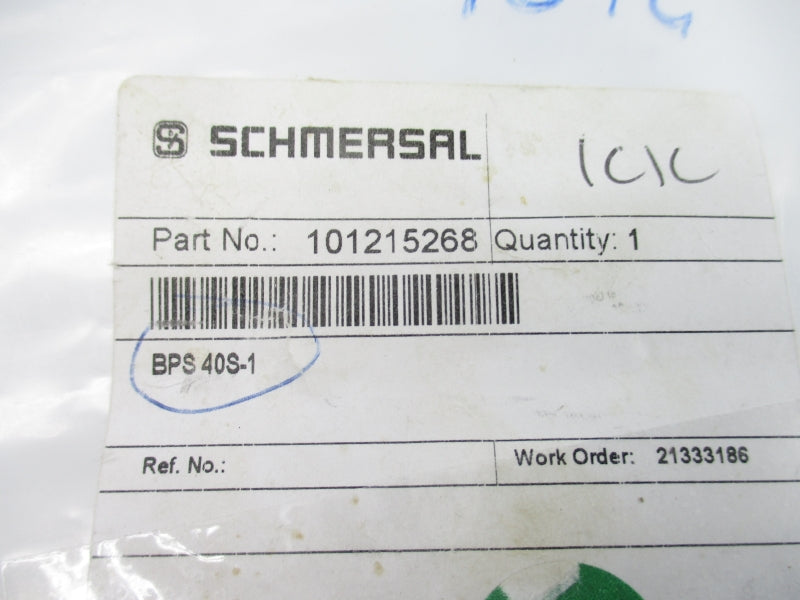 SCHMERSAL
Part No.: 101215268 Quantity: 1
BPS 40S-1
Ref. No.: Work Order: 21333186